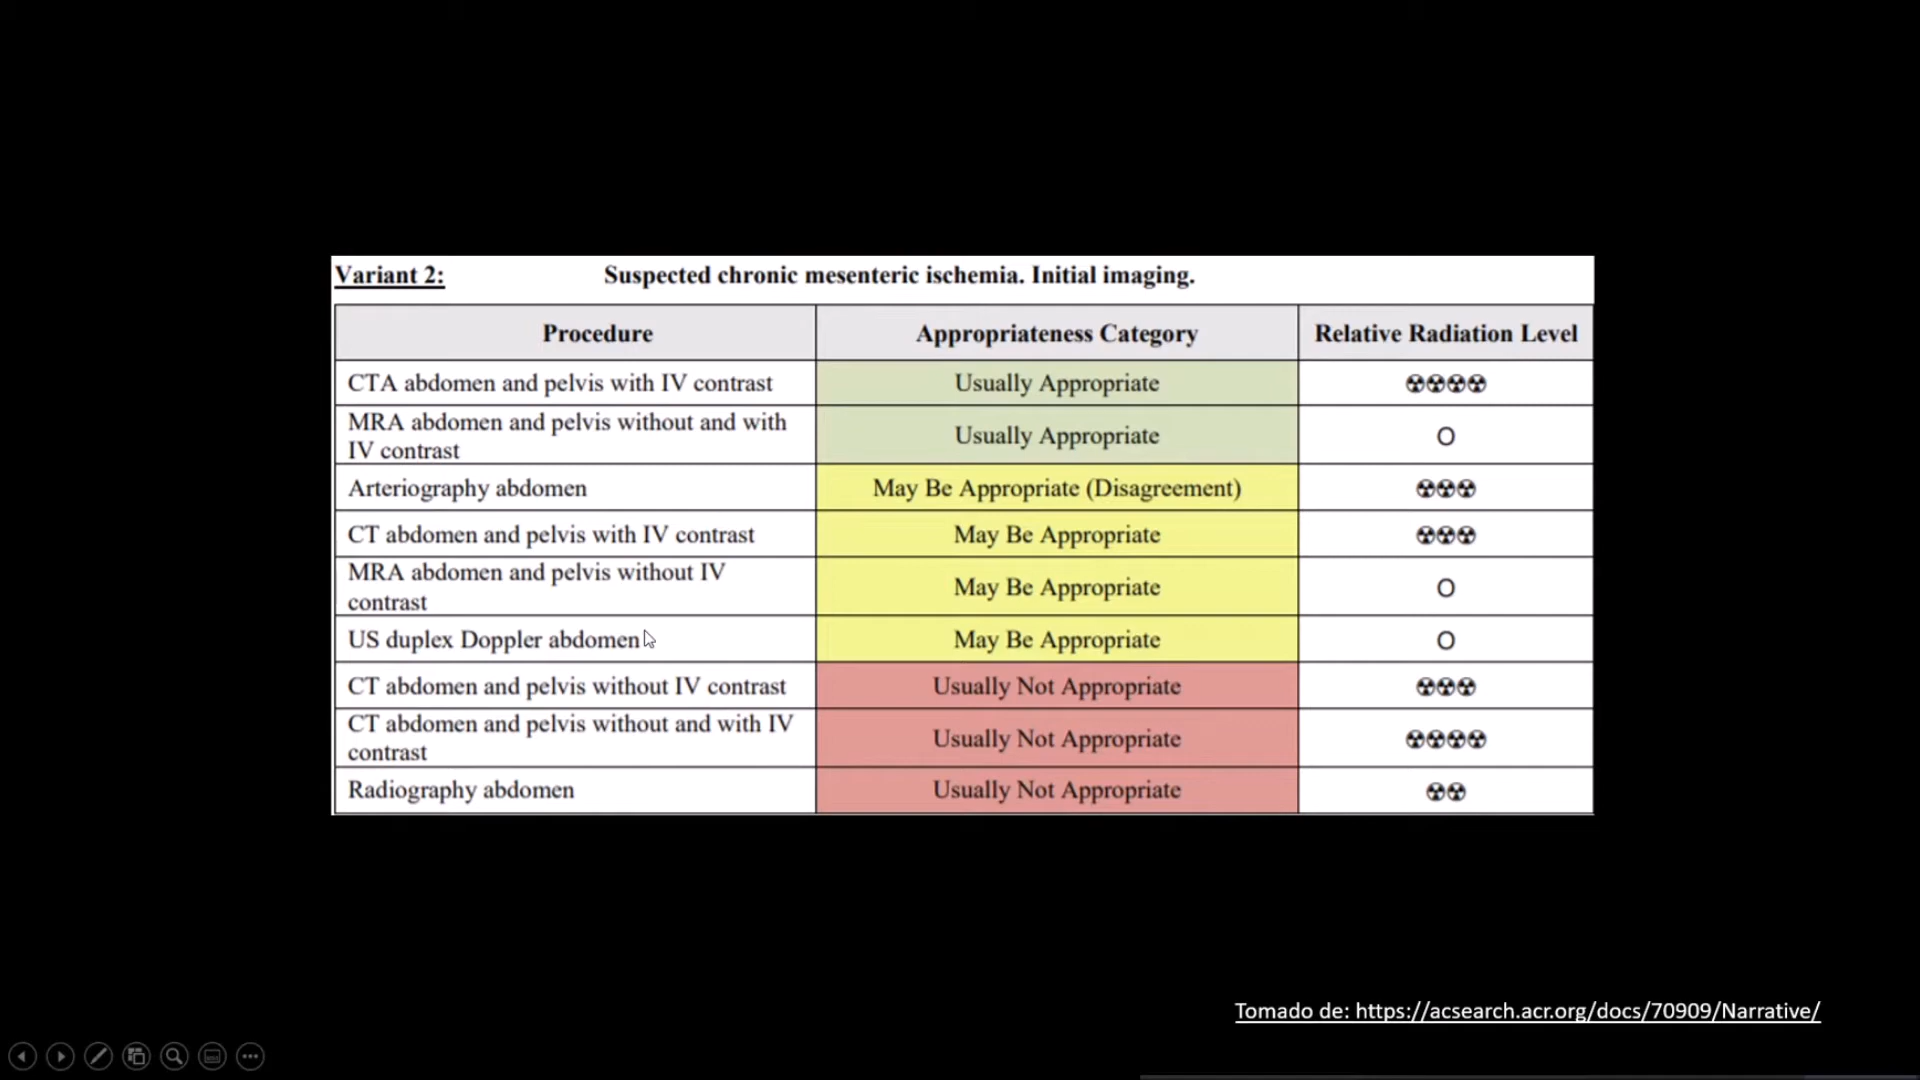 Variant 2: Suspected chronic mesenteric ischemia. Initial imaging.
Procedure Appropriateness Category Relative Radiation Level
CTA abdomen and pelvis with IV contrast Usually Appropriate ☢☢☢☢
MRA abdomen and pelvis without and with
IV contrast Usually Appropriate O
Arteriography abdomen May Be Appropriate (Disagreement) ☢☢☢
CT abdomen and pelvis with IV contrast May Be Appropriate ☢☢☢
MRA abdomen and pelvis without IV
contrast May Be Appropriate O
US duplex Doppler abdomen May Be Appropriate O
CT abdomen and pelvis without IV contrast Usually Not Appropriate ☢☢☢
CT abdomen and pelvis without and with IV
contrast Usually Not Appropriate ☢☢☢☢
Radiography abdomen Usually Not Appropriate ☢☢
Tomado de: https://acsearch.acr.org/docs/70909/Narrative/